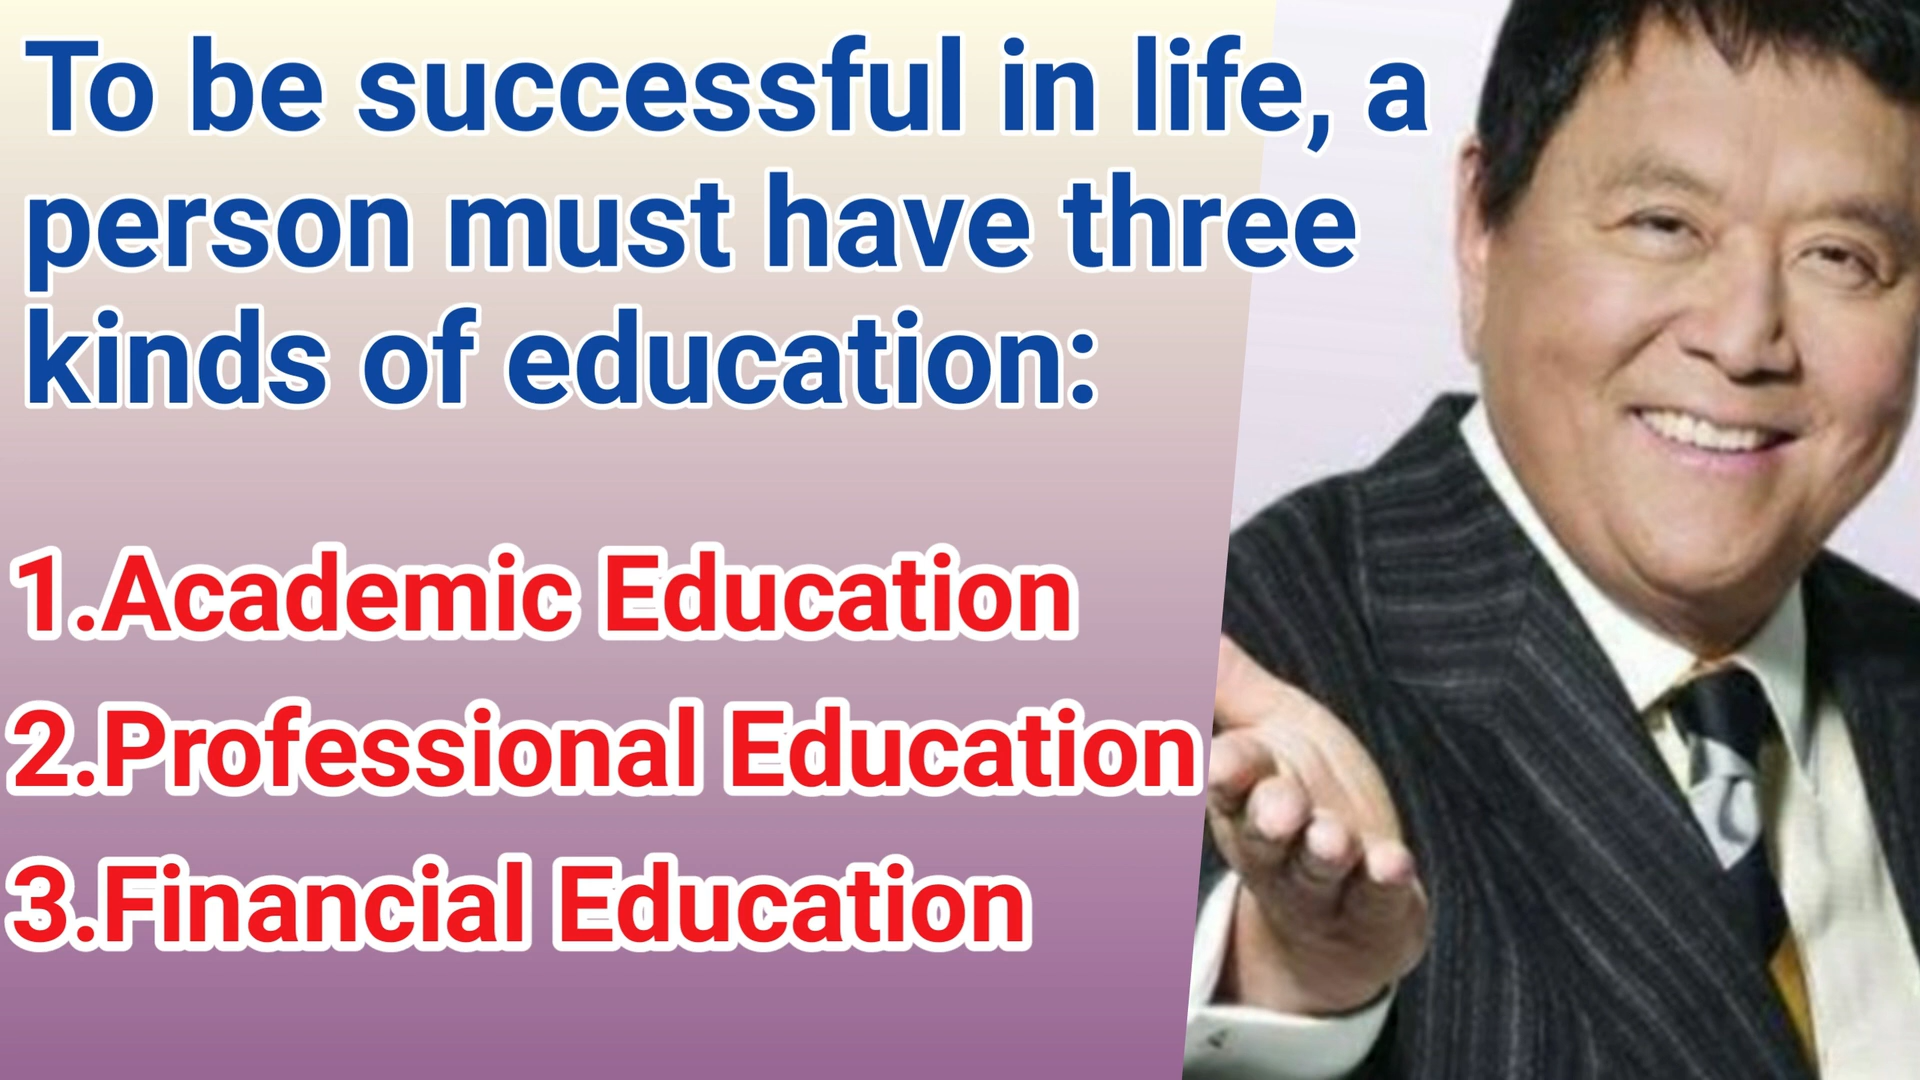 To be successful in life, a
person must have three
kinds of education:
1.Academic Education
2.Professional Education
3.Financial Education